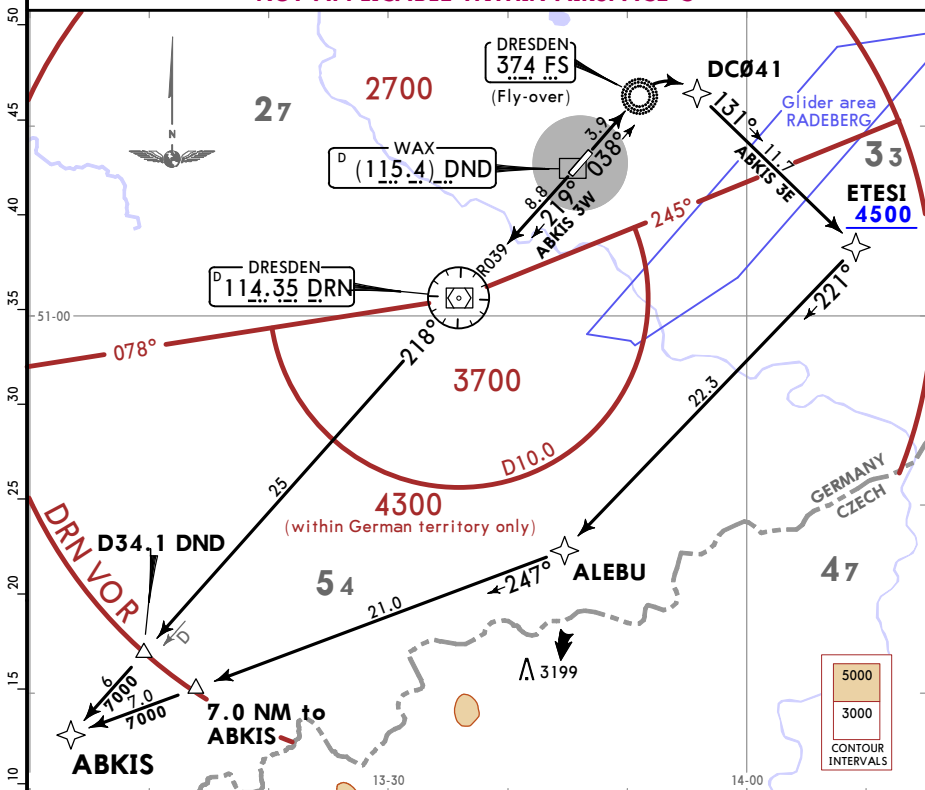 50
45
40
35
30
25
20
15
10
DRESDEN
374 FS
(Fly-over)
DCØ41
2700
27
N
WAX
D (115.4) DND
3.9
038°
8.8
219°
ABKIS 3W
131°
11.7
ABKIS 3E
Glider area
RADEBERG
33
ETESI
4500
245°
R039
DRESDEN
D 114.35 DRN
51-00
078°
218°
221°
3700
22.3
D10.0
25
4300
(within German territory only)
GERMANY
CZECH
DRN VOR
D34.1 DND
D
54
ALEBU
247°
47
21.0
3199
6
7000
7.0
7000
7.0 NM to
ABKIS
ABKIS
13-30
14-00
5000
3000
CONTOUR
INTERVALS